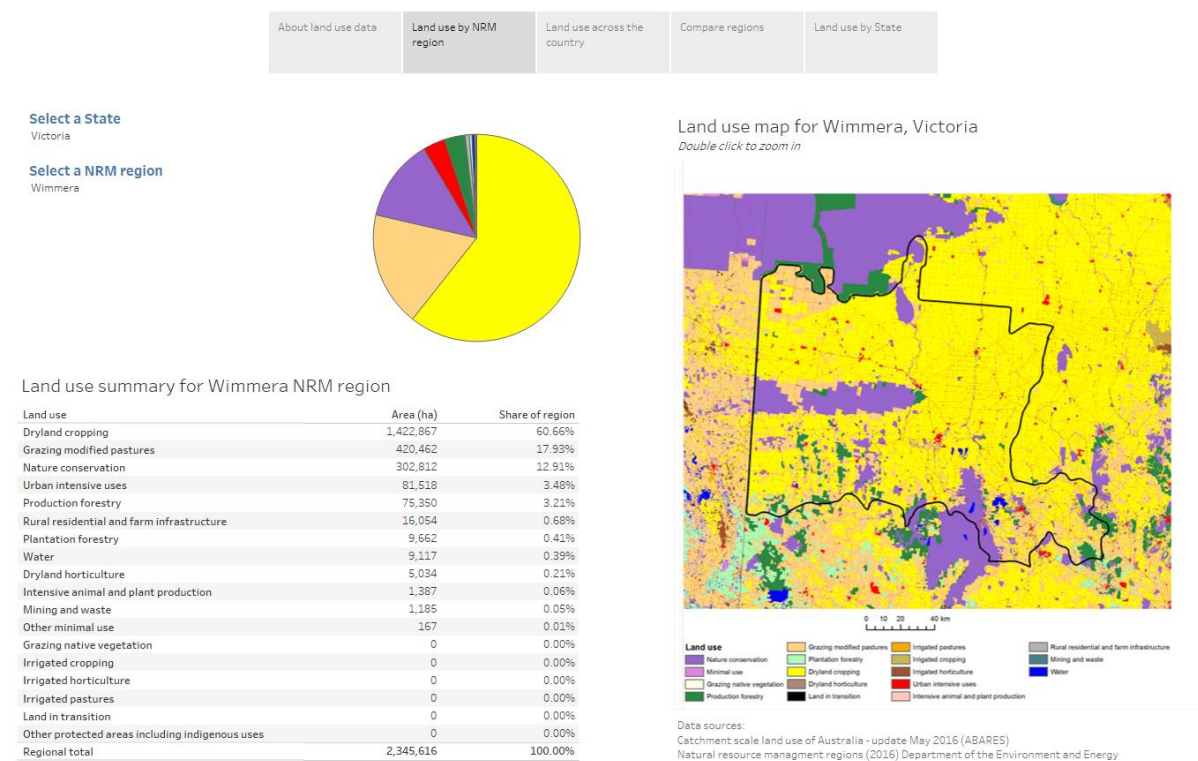 About land use data
Land use by NRM
region
Land use across the
country
Compare regions
Land use by State
Select a State
Victoria
Select a NRM region
Wimmera
Land use map for Wimmera, Victoria
Double click to zoom in
Land use summary for Wimmera NRM region
Land use Area (ha) Share of region
Dryland cropping 1,422,867 60.66%
Grazing modified pastures 420,462 17.93%
Nature conservation 302,812 12.91%
Urban intensive uses 81,518 3.48%
Production forestry 75,350 3.21%
Rural residential and farm infrastructure 16,054 0.68%
Plantation forestry 9,662 0.41%
Water 9,117 0.39%
Dryland horticulture 5,034 0.21%
Intensive animal and plant production 1,387 0.06%
Mining and waste 1,185 0.05%
Other minimal use 167 0.01%
Grazing native vegetation 0 0.00%
Irrigated cropping 0 0.00%
Irrigated horticulture 0 0.00%
Irrigated pastures 0 0.00%
Land in transition 0 0.00%
Other protected areas including indigenous uses 0 0.00%
Regional total 2,345,616 100.00%
0 10 20 40 km
Land use
Nature conservation
Minimal use
Grazing native vegetation
Production forestry
Grazing modified pastures
Plantation forestry
Dryland cropping
Dryland horticulture
Land in transition
Irrigated pastures
Irrigated cropping
Irrigated horticulture
Urban intensive uses
Intensive animal and plant production
Rural residential and farm infrastructure
Mining and waste
Water
Data sources:
Catchment scale land use of Australia - update May 2016 (ABARES)
Natural resource managment regions (2016) Department of the Environment and Energy